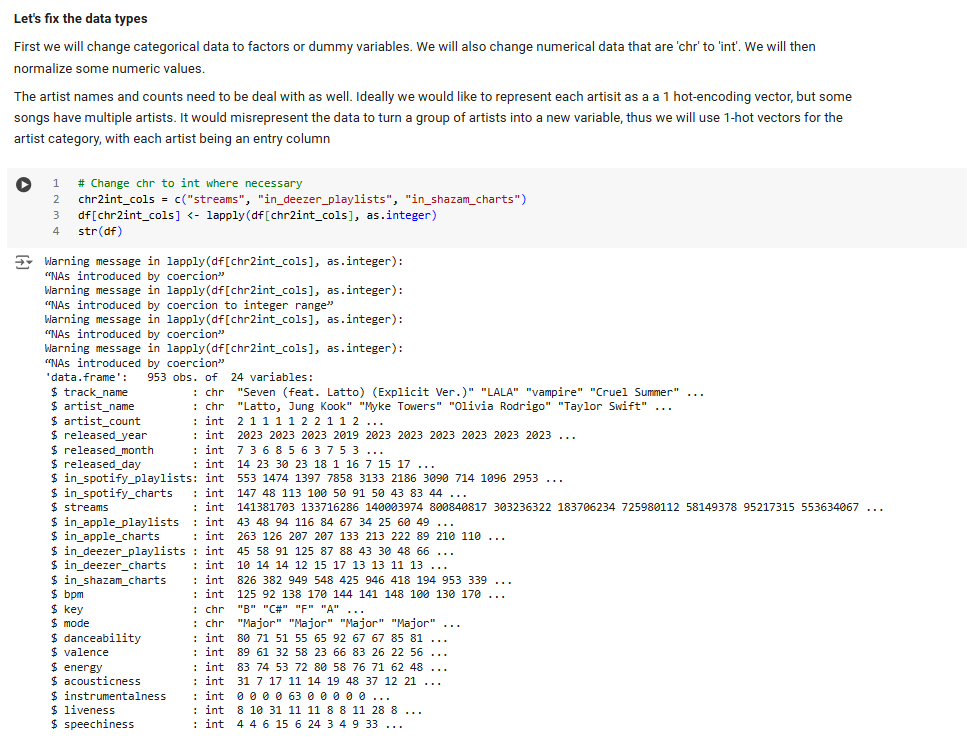 Let's fix the data types
First we will change categorical data to factors or dummy variables. We will also change numerical data that are 'chr' to 'int'. We will then
normalize some numeric values.
The artist names and counts need to be deal with as well. Ideally we would like to represent each artisit as a a 1 hot-encoding vector, but some
songs have multiple artists. It would misrepresent the data to turn a group of artists into a new variable, thus we will use 1-hot vectors for the
artist category, with each artist being an entry column
1 # Change chr to int where necessary
2 chr2int_cols = c("streams", "in_deezer_playlists", "in_shazam_charts")
3 df[chr2int_cols] <- lapply(df[chr2int_cols], as.integer)
4 str(df)
Warning message in lapply(df[chr2int_cols], as.integer):
“NAs introduced by coercion”
Warning message in lapply(df[chr2int_cols], as.integer):
“NAs introduced by coercion to integer range”
Warning message in lapply(df[chr2int_cols], as.integer):
“NAs introduced by coercion”
Warning message in lapply(df[chr2int_cols], as.integer):
“NAs introduced by coercion”
'data.frame':   953 obs. of  24 variables:
 $ track_name          : chr  "Seven (feat. Latto) (Explicit Ver.)" "LALA" "vampire" "Cruel Summer" ...
 $ artist_name         : chr  "Latto, Jung Kook" "Myke Towers" "Olivia Rodrigo" "Taylor Swift" ...
 $ artist_count        : int  2 1 1 1 1 2 2 1 1 2 ...
 $ released_year       : int  2023 2023 2023 2019 2023 2023 2023 2023 2023 2023 ...
 $ released_month      : int  7 3 6 8 5 6 3 7 5 3 ...
 $ released_day        : int  14 23 30 23 18 1 16 7 15 17 ...
 $ in_spotify_playlists: int  553 1474 1397 7858 3133 2186 3090 714 1096 2953 ...
 $ in_spotify_charts   : int  147 48 113 100 50 91 50 43 83 44 ...
 $ streams             : int  141381703 133716286 140003974 800840817 303236322 183706234 725980112 58149378 95217315 553634067 ...
 $ in_apple_playlists  : int  43 48 94 116 84 67 34 25 60 49 ...
 $ in_apple_charts     : int  263 126 207 207 133 213 222 89 210 110 ...
 $ in_deezer_playlists : int  45 58 91 125 87 88 43 30 48 66 ...
 $ in_deezer_charts    : int  10 14 14 12 15 17 13 13 11 13 ...
 $ in_shazam_charts    : int  826 382 949 548 425 946 418 194 953 339 ...
 $ bpm                 : int  125 92 138 170 144 141 148 100 130 170 ...
 $ key                 : chr  "B" "C#" "F" "A" ...
 $ mode                : chr  "Major" "Major" "Major" "Major" ...
 $ danceability        : int  80 71 51 55 65 92 67 67 85 81 ...
 $ valence             : int  89 61 32 58 23 66 83 26 22 56 ...
 $ energy              : int  83 74 53 72 80 58 76 71 62 48 ...
 $ acousticness        : int  31 7 17 11 14 19 48 37 12 21 ...
 $ instrumentalness    : int  0 0 0 0 63 0 0 0 0 0 ...
 $ liveness            : int  8 10 31 11 11 8 8 11 28 8 ...
 $ speechiness         : int  4 4 6 15 6 24 3 4 9 33 ...